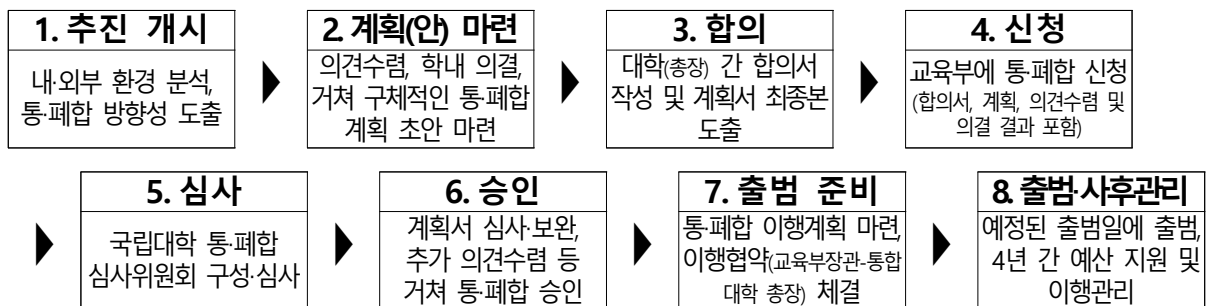 1. 추진 개시
내·외부 환경 분석,
통·폐합 방향성 도출
2. 계획(안) 마련
의견수렴, 학내 의결,
거쳐 구체적인 통·폐합
계획 초안 마련
3. 합의
대학(총장) 간 합의서
작성 및 계획서 최종본
도출
4. 신청
교육부에 통·폐합 신청
(합의서, 계획, 의견수렴 및
의결 결과 포함)
5. 심사
국립대학 통·폐합
심사위원회 구성·심사
6. 승인
계획서 심사·보완,
추가 의견수렴 등
거쳐 통·폐합 승인
7. 출범 준비
통·폐합 이행계획 마련,
이행협약(교육부장관-통합
대학 총장) 체결
8. 출범·사후관리
예정된 출범일에 출범,
4년 간 예산 지원 및
이행관리